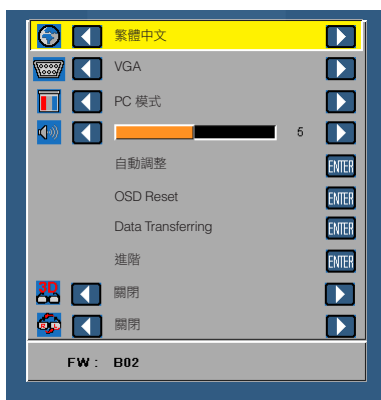 繁體中文
VGA
PC 模式
5
自動調整 ENTER
OSD Reset ENTER
Data Transferring ENTER
進階 ENTER
3D 關閉
關閉
FW : B02